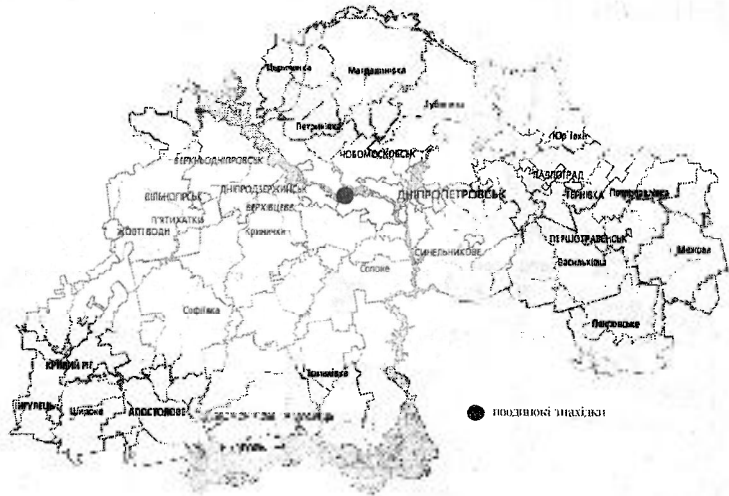 Царичанка
Магдалинівка
Петриківка
НОВОМОСКОВСЬК
Юр'ївка
ВЕРХНЬОДНІПРОВСЬК
ПАВЛОГРАД
ДНІПРОДЗЕРЖИНСЬК
ДНІПРОПЕТРОВСЬК
ТЕРНІВКА
ВІЛЬНОГІРСЬК
ВЕРХІВЦЕВЕ
П'ЯТИХАТКИ
ЖОВТІ ВОДИ
Кринички
ПЕРШОТРАВЕНСЬК
Межова
СИНЕЛЬНИКОВЕ
Васильківка
Солоне
Софіївка
Покровське
КРИВИЙ РІГ
Томаківка
ІНГУЛЕЦЬ
Широке
АПОСТОЛОВЕ
поодинокі знахідки